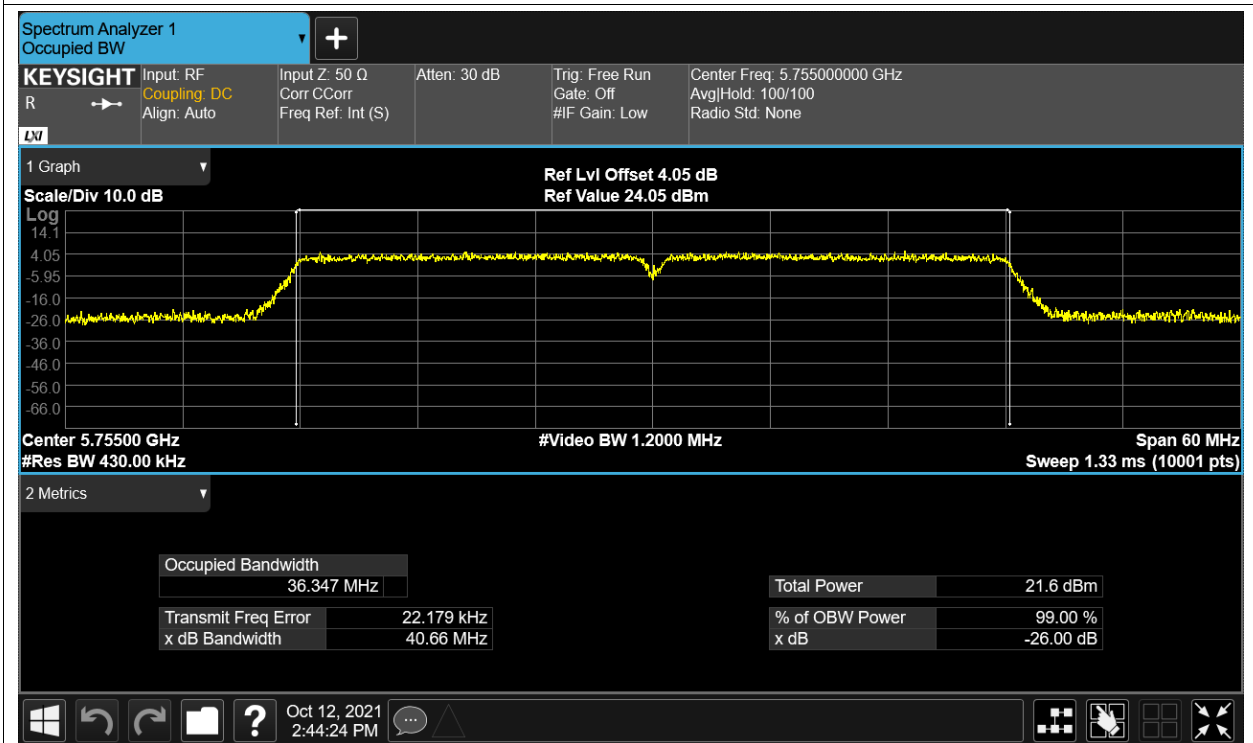 Spectrum Analyzer 1
Occupied BW
+
KEYSIGHT
R
LXI
Input: RF
Coupling: DC
Align: Auto
Input Z: 50 Ω
Corr CCorr
Freq Ref: Int (S)
Atten: 30 dB
Trig: Free Run
Gate: Off
#IF Gain: Low
Center Freq: 5.755000000 GHz
Avg|Hold: 100/100
Radio Std: None
1 Graph
Scale/Div 10.0 dB
Ref Lvl Offset 4.05 dB
Ref Value 24.05 dBm
Log
14.1
4.05
-5.95
-16.0
-26.0
-36.0
-46.0
-56.0
-66.0
Center 5.75500 GHz
#Video BW 1.2000 MHz
Span 60 MHz
#Res BW 430.00 kHz
Sweep 1.33 ms (10001 pts)
2 Metrics
Occupied Bandwidth
36.347 MHz
Transmit Freq Error 22.179 kHz
x dB Bandwidth 40.66 MHz
Total Power 21.6 dBm
% of OBW Power 99.00 %
x dB -26.00 dB
?
Oct 12, 2021
2:44:24 PM